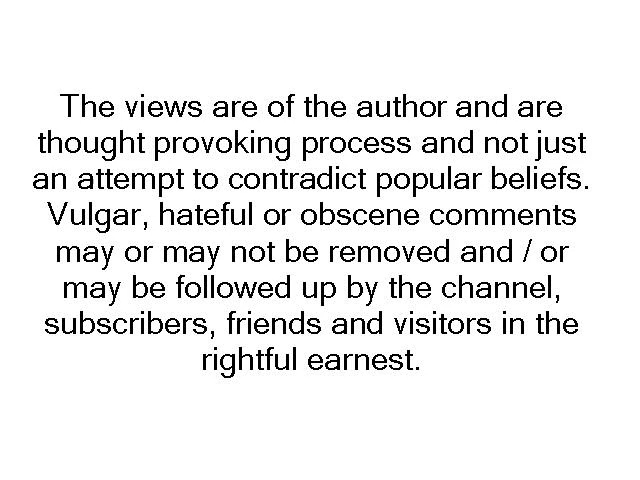 The views are of the author and are
thought provoking process and not just
an attempt to contradict popular beliefs.
Vulgar, hateful or obscene comments
may or may not be removed and / or
may be followed up by the channel,
subscribers, friends and visitors in the
rightful earnest.